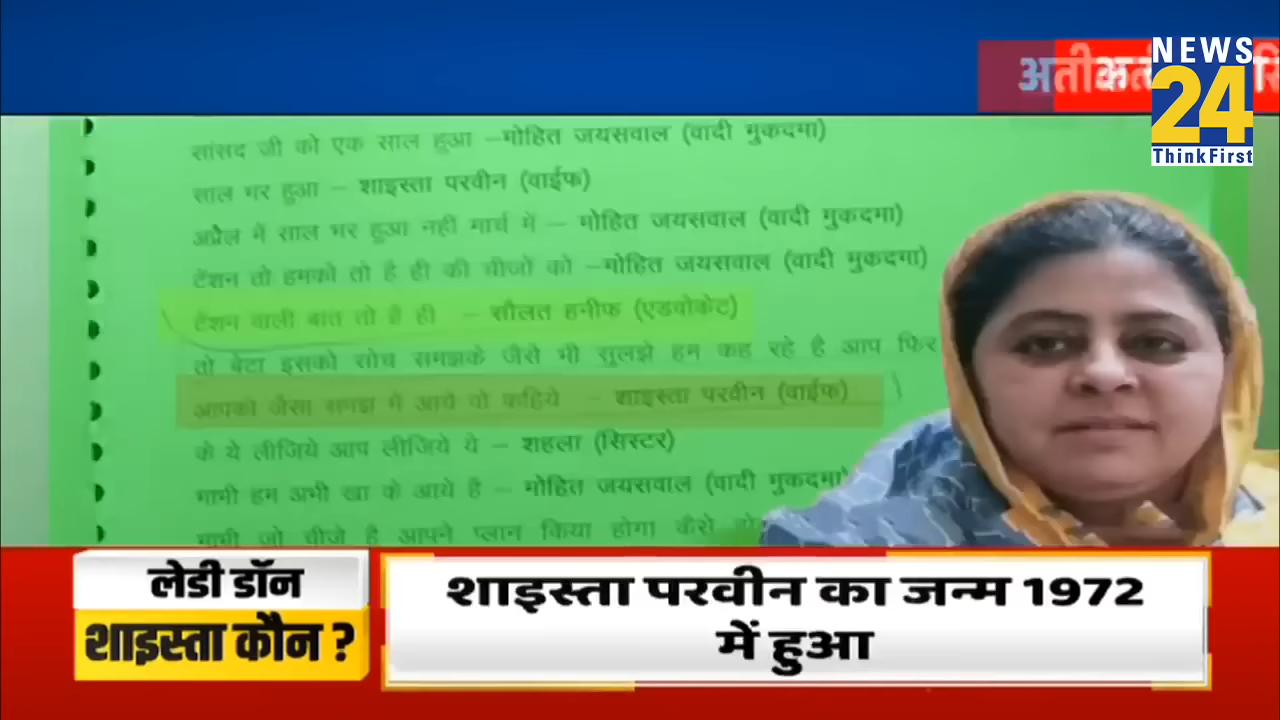 NEWS
24
ThinkFirst
सांसद जी को एक साल हुआ –मोहित जयसवाल (वादी मुकदमा)
साल भर हुआ – शाइस्ता परवीन (वाईफ)
अप्रैल में साल भर हुआ नहीं मार्च में – मोहित जयसवाल (वादी मुकदमा)
टेंशन तो हमको तो है ही की चीजों को –मोहित जयसवाल (वादी मुकदमा)
टेंशन वाली बात तो है ही – सौलत हनीफ (एडवोकेट)
तो बेटा इसको सोच समझके जैसे भी सुलझे हम कह रहे है आप फिर
आपको जैसा समझ में आये वो कहिये – शाइस्ता परवीन (वाईफ)
के ये लीजिये आप लीजिये ये – शहला (सिस्टर)
भाभी हम अभी खा के आये है – मोहित जयसवाल (वादी मुकदमा)
भाभी जो चीजे है आपने प्लान किया होगा कैसे
लेडी डॉन
शाइस्ता कौन ?
शाइस्ता परवीन का जन्म 1972
में हुआ